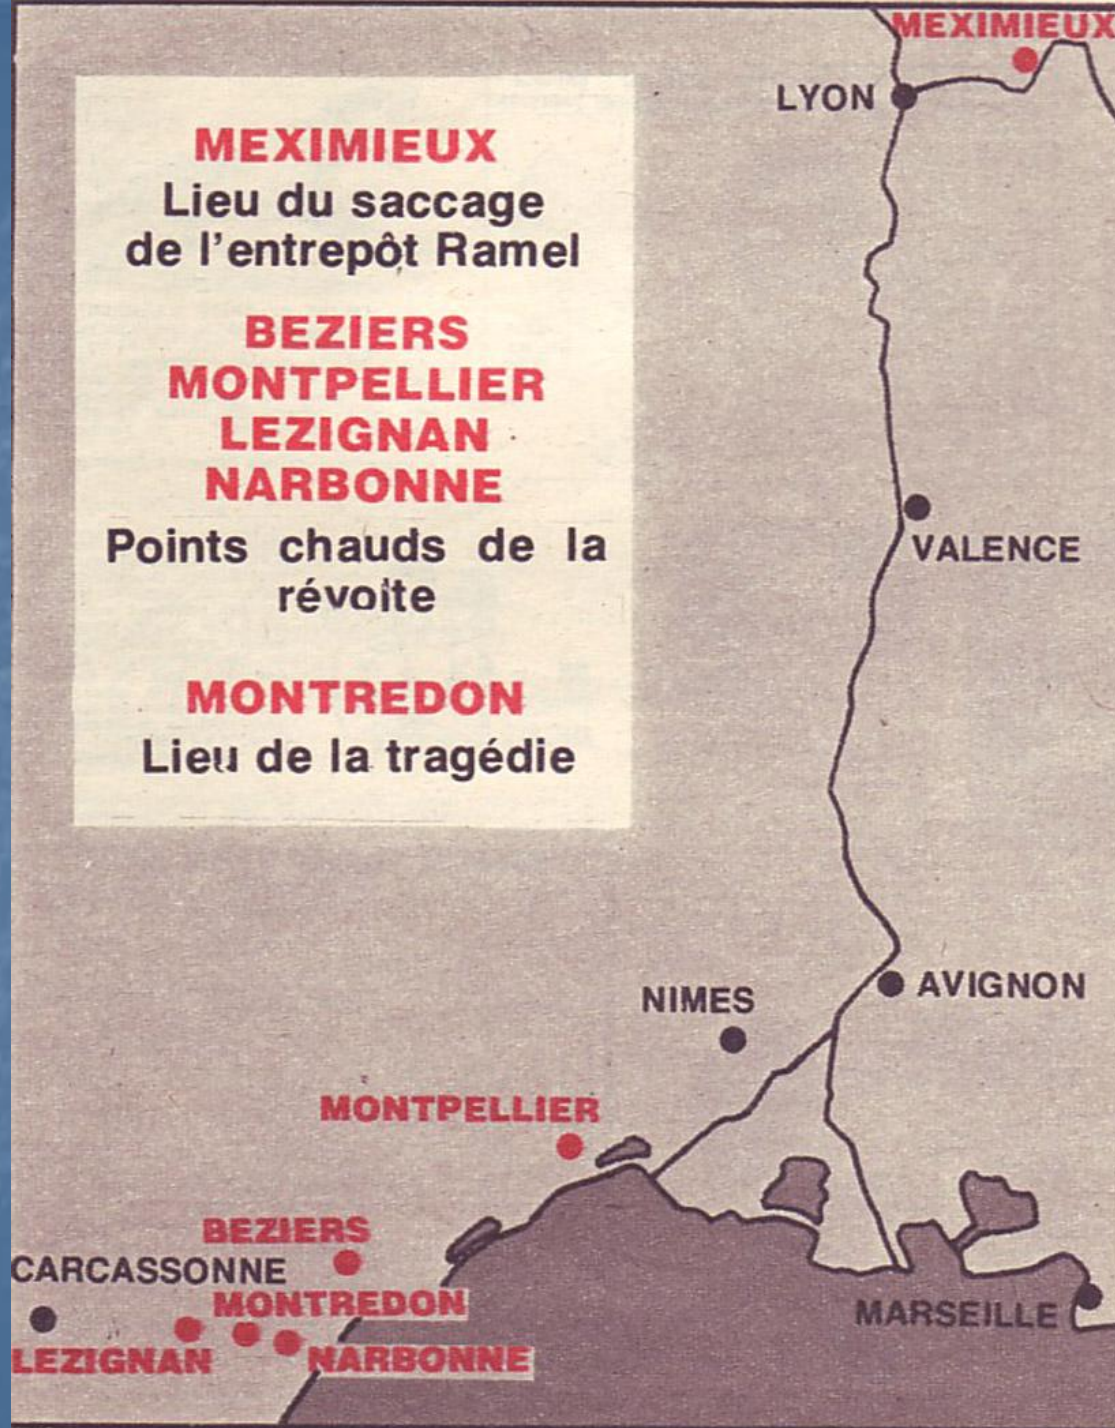 MEXIMIEUX
LYON
MEXIMIEUX
Lieu du saccage
de l'entrepôt Ramel
BEZIERS
MONTPELLIER
LEZIGNAN
NARBONNE
Points chauds de la
révolte
MONTREDON
Lieu de la tragédie
VALENCE
AVIGNON
NIMES
MONTPELLIER
BEZIERS
CARCASSONNE
MONTREDON
MARSEILLE
LEZIGNAN
NARBONNE